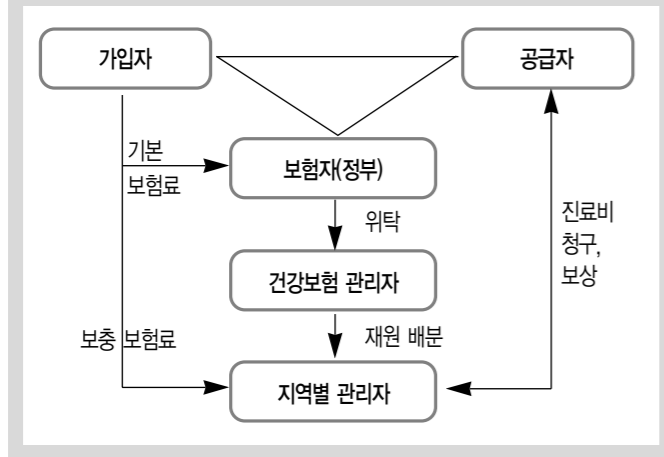 가입자
공급자
기본
보험료
보험자(정부)
위탁
진료비
청구,
보상
건강보험 관리자
보충 보험료
재원 배분
지역별 관리자